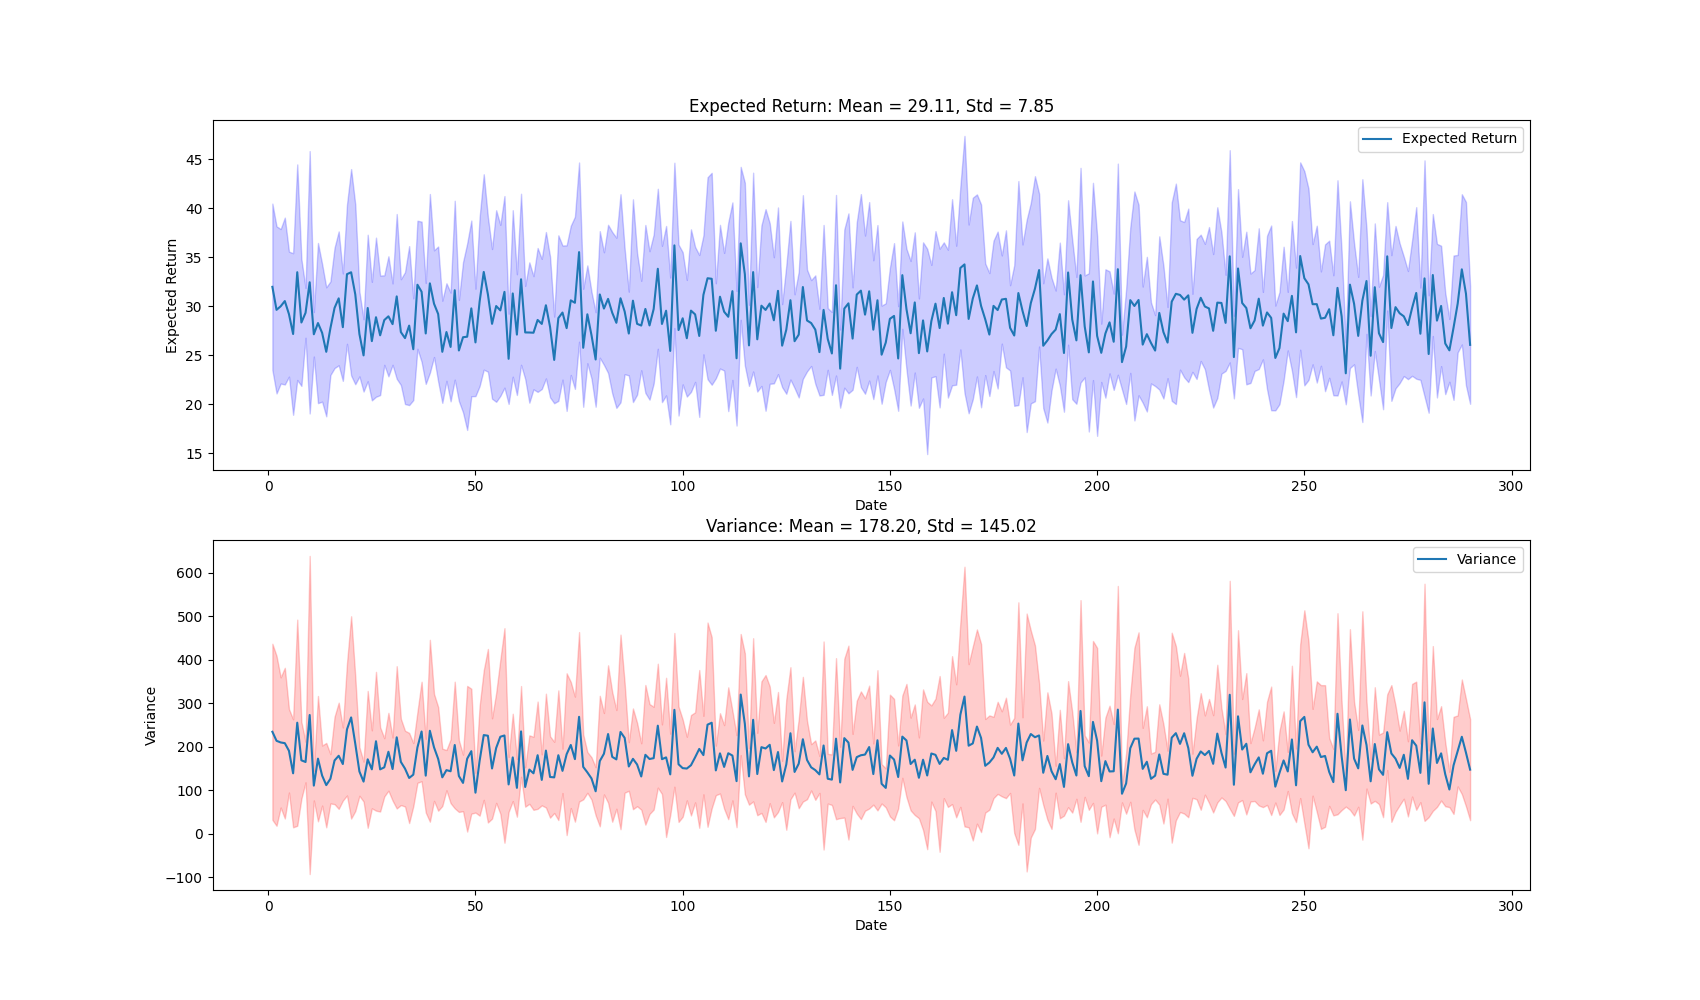 Expected Return: Mean = 29.11, Std = 7.85
Expected Return
45
40
35
30
25
20
15
Expected Return
0 50 100 150 200 250 300
Date
Variance: Mean = 178.20, Std = 145.02
Variance
600
500
400
300
200
100
0
−100
Variance
0 50 100 150 200 250 300
Date